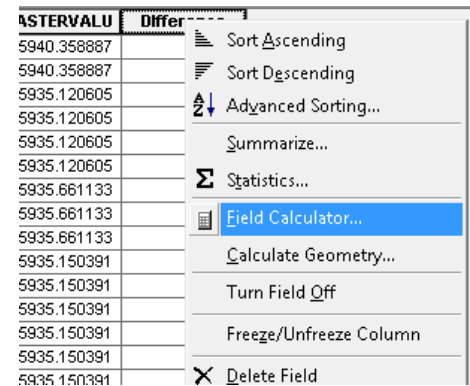 ASTERVALU Difference
5940.358887
5940.358887
5935.120605
5935.120605
5935.120605
5935.120605
5935.661133
5935.661133
5935.661133
5935.150391
5935.150391
5935.150391
5935.150391
5935.150391
5935.150391
Sort Ascending
Sort Descending
Advanced Sorting...
Summarize...
Statistics...
Field Calculator...
Calculate Geometry...
Turn Field Off
Freeze/Unfreeze Column
Delete Field